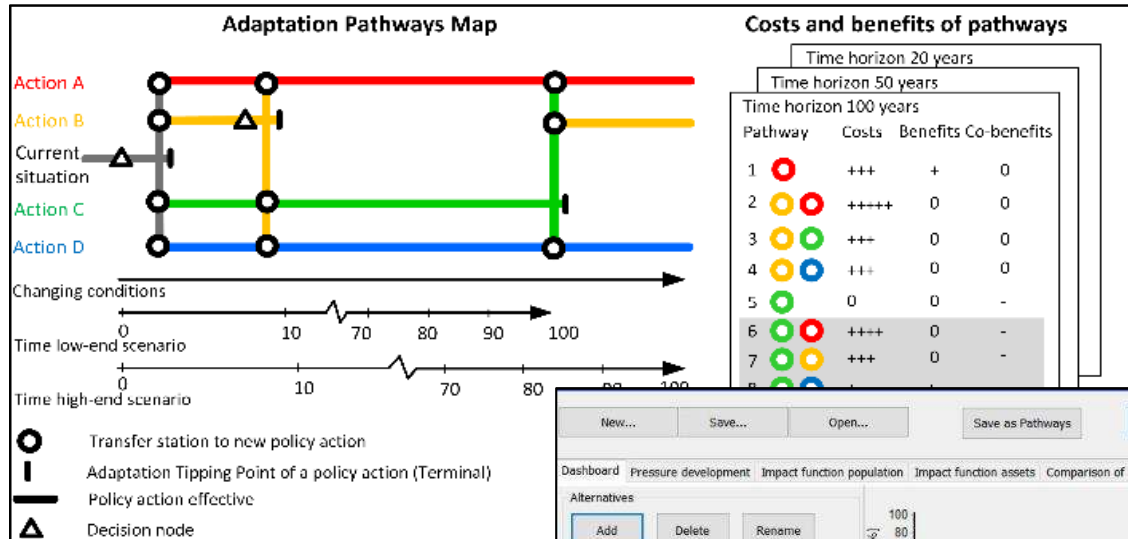 Adaptation Pathways Map
Action A
Action B
Current
situation
Action C
Action D
Changing conditions
0 10 70 80 90 100
Time low-end scenario
0 10 70 80
Time high-end scenario
Transfer station to new policy action
Adaptation Tipping Point of a policy action (Terminal)
Policy action effective
Decision node
Costs and benefits of pathways
Time horizon 20 years
Time horizon 50 years
Time horizon 100 years
Pathway Costs Benefits Co-benefits
1 +++ + 0
2 +++++ 0 0
3 +++ 0 0
4 +++ 0 0
5 0 0 -
6 ++++ 0 -
7 +++ 0 -
New... Save... Open... Save as Pathways
Dashboard Pressure development Impact function population Impact function assets Comparison of
Alternatives
Add Delete Rename
100
80